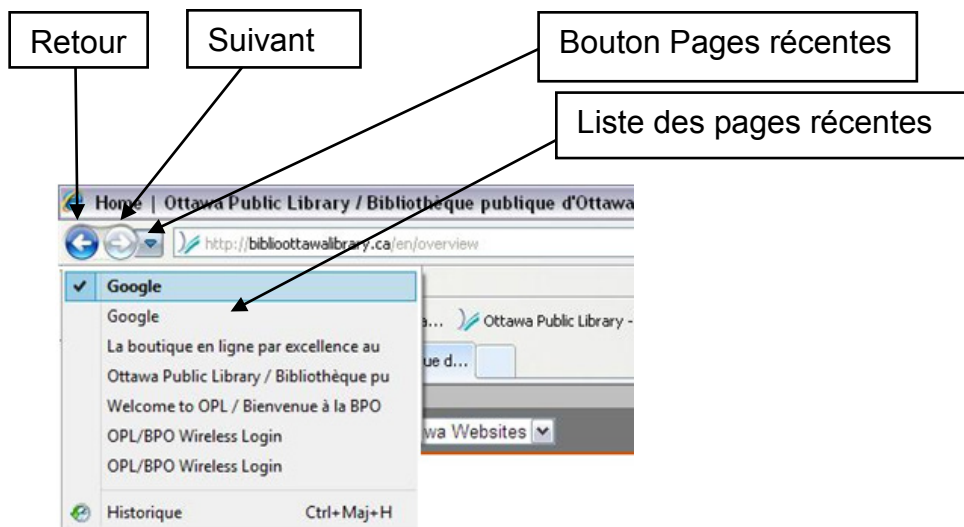 Retour
Suivant
Bouton Pages récentes
Liste des pages récentes
Home | Ottawa Public Library / Bibliothèque publique d'Ottawa
http://biblioottawalibrary.ca/en/overview
Google
Google
a... Ottawa Public Library -
La boutique en ligne par excellence au
ue d...
Ottawa Public Library / Bibliothèque pu
Welcome to OPL / Bienvenue à la BPO
OPL/BPO Wireless Login
wa Websites
OPL/BPO Wireless Login
Historique Ctrl+Maj+H